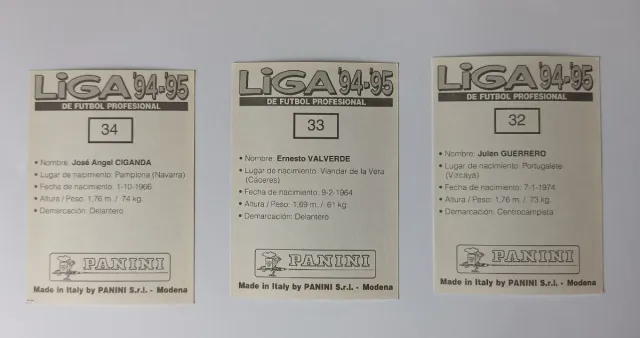 LiGA '94-'95
DE FUTBOL PROFESIONAL
34
• Nombre: José Angel CIGANDA
• Lugar de nacimiento: Pamplona (Navarra)
• Fecha de nacimiento: 1-10-1966
• Altura / Peso: 1,76 m. / 74 kg.
• Demarcación: Delantero
PANINI
Made in Italy by PANINI S.r.l. - Modena
LiGA '94-'95
DE FUTBOL PROFESIONAL
33
• Nombre: Ernesto VALVERDE
• Lugar de nacimiento: Viandar de la Vera
(Cáceres)
• Fecha de nacimiento: 9-2-1964
• Altura / Peso: 1,69 m. / 61 kg.
• Demarcación: Delantero
PANINI
Made in Italy by PANINI S.r.l. - Modena
LiGA '94-'95
DE FUTBOL PROFESIONAL
32
• Nombre: Julen GUERRERO
• Lugar de nacimiento: Portugalete
(Vizcaya)
• Fecha de nacimiento: 7-1-1974
• Altura / Peso: 1,76 m. / 73 kg.
• Demarcación: Centrocampista
PANINI
Made in Italy by PANINI S.r.l. - Modena